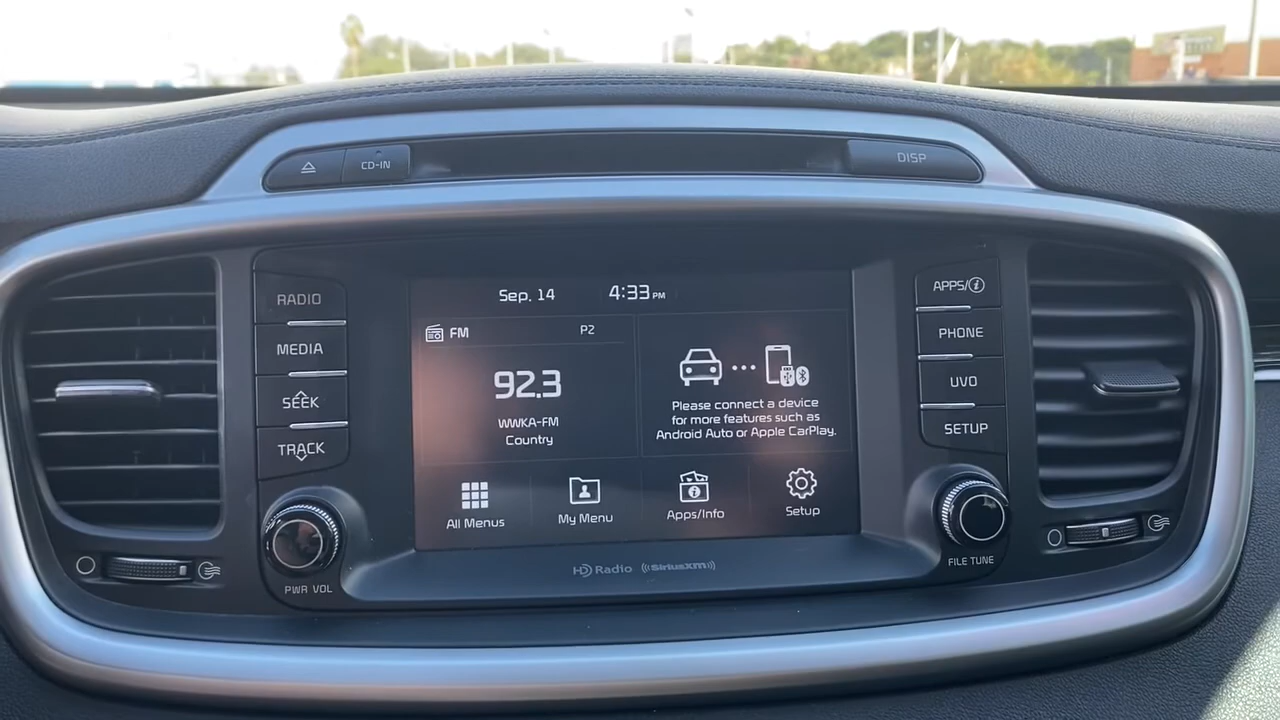 CD-IN
DISP
RADIO
MEDIA
SEEK
TRACK
PWR VOL
Sep. 14 4:33 PM
FM P2
92.3
WWKA-FM
Country
Please connect a device
for more features such as
Android Auto or Apple CarPlay.
All Menus
My Menu
Apps/Info
Setup
HD Radio
((SiriusXM))
APPS/i
PHONE
UVO
SETUP
FILE TUNE